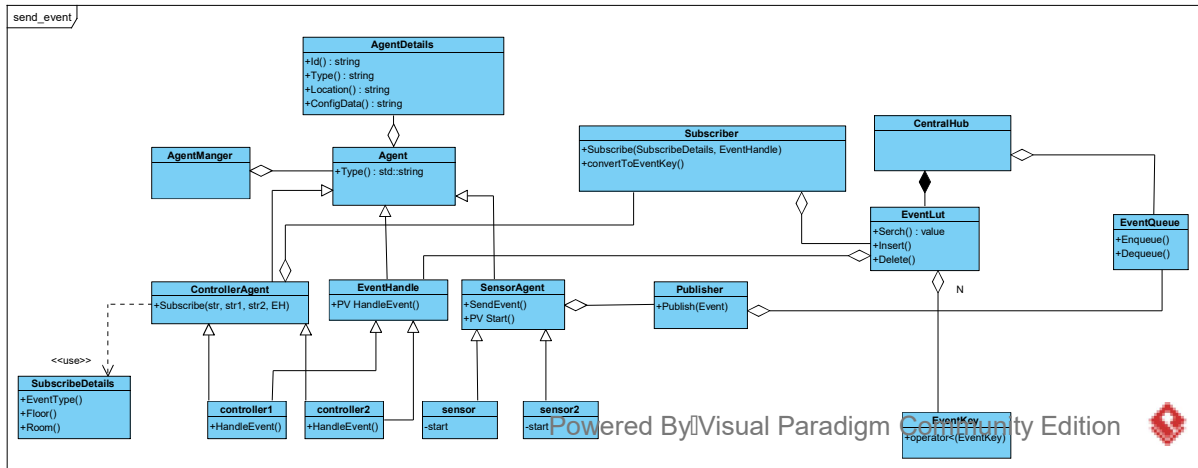 send_event
AgentDetails
+Id() : string
+Type() : string
+Location() : string
+ConfigData() : string
AgentManger
Agent
+Type() : std::string
Subscriber
+Subscribe(SubscribeDetails, EventHandle)
+convertToEventKey()
CentralHub
EventLut
+Serch() : value
+Insert()
+Delete()
EventQueue
+Enqueue()
+Dequeue()
ControllerAgent
+Subscribe(str, str1, str2, EH)
EventHandle
+PV HandleEvent()
SensorAgent
+SendEvent()
+PV Start()
Publisher
+Publish(Event)
N
<<use>>
SubscribeDetails
+EventType()
+Floor()
+Room()
controller1
+HandleEvent()
controller2
+HandleEvent()
sensor
-start
sensor2
-start
EventKey
+operator<(EventKey)
Powered By Visual Paradigm Community Edition